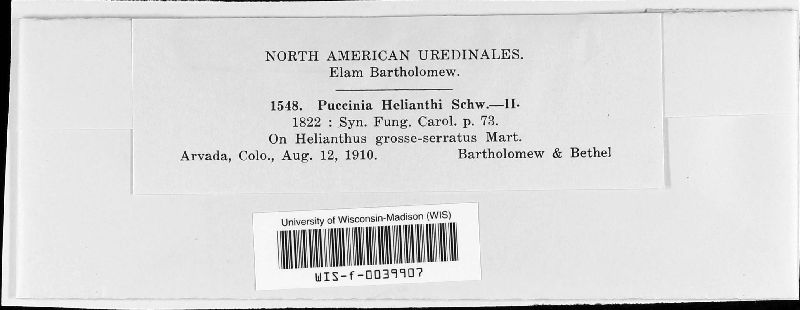 NORTH AMERICAN UREDINALES.
Elam Bartholomew.
1548. Puccinia Helianthi Schw.—II.
1822 : Syn. Fung. Carol. p. 73.
On Helianthus grosse-serratus Mart.
Arvada, Colo., Aug. 12, 1910. Bartholomew & Bethel
University of Wisconsin-Madison (WIS)
WIS-f-0039907